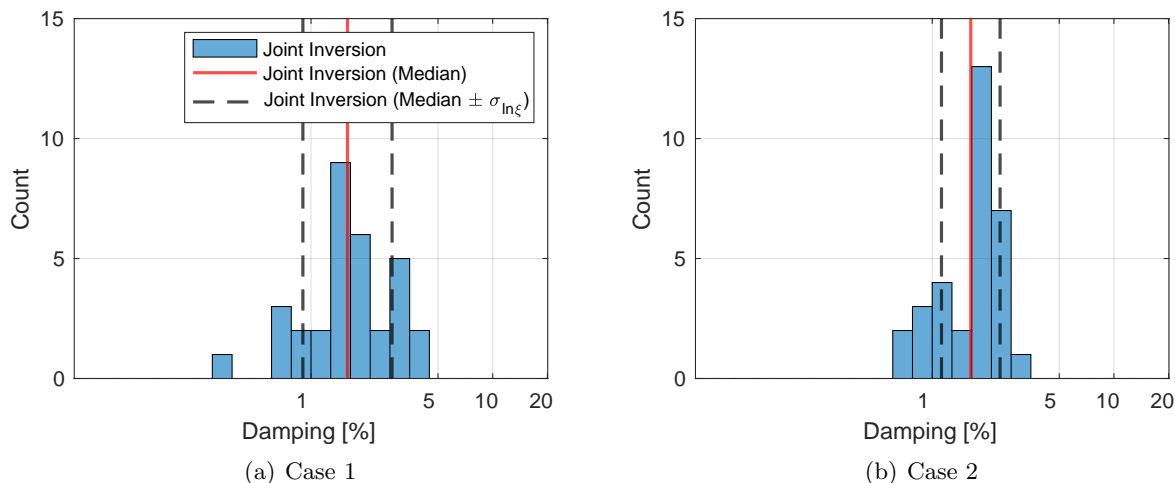 15
10
5
0
Count
Joint Inversion
Joint Inversion (Median)
Joint Inversion (Median ± σlnξ)
1 5 10 20
Damping [%]
(a) Case 1
15
10
5
0
Count
1 5 10 20
Damping [%]
(b) Case 2